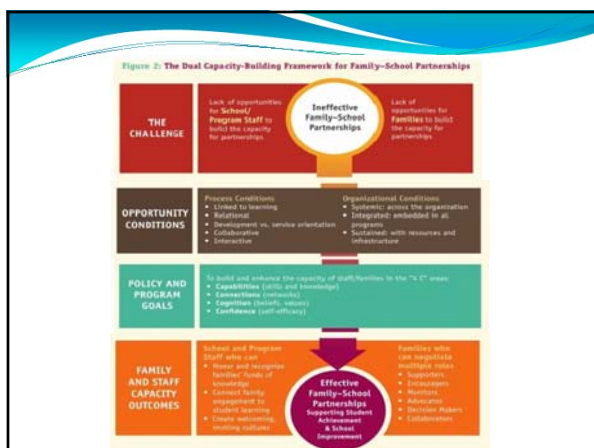 Figure 2: The Dual Capacity-Building Framework for Family–School Partnerships
THE
CHALLENGE
Lack of opportunities
for School/
Program Staff to
build the capacity
for partnerships
Ineffective
Family–School
Partnerships
Lack of
opportunities for
Families to build
the capacity for
partnerships
OPPORTUNITY
CONDITIONS
Process Conditions
• Linked to learning
• Relational
• Development vs. service orientation
• Collaborative
• Interactive
Organizational Conditions
• Systemic: across the organization
• Integrated: embedded in all
programs
• Sustained: with resources and
infrastructure
POLICY AND
PROGRAM
GOALS
To build and enhance the capacity of staff/families in the "4 C" areas:
• Capabilities (skills and knowledge)
• Connections (networks)
• Cognition (beliefs, values)
• Confidence (self-efficacy)
FAMILY
AND STAFF
CAPACITY
OUTCOMES
School and Program
Staff who can
• Honor and recognize
families' funds of
knowledge
• Connect family
engagement to
student learning
• Create welcoming,
inviting cultures
Effective
Family–School
Partnerships
Supporting Student
Achievement
& School
Improvement
Families who
can negotiate
multiple roles
• Supporters
• Encouragers
• Monitors
• Advocates
• Decision Makers
• Collaborators